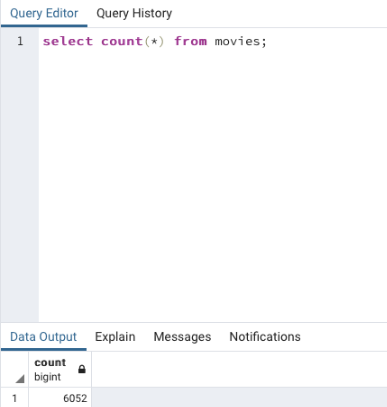 Query Editor Query History
1 select count(*) from movies;
Data Output Explain Messages Notifications
count
bigint
1 6052